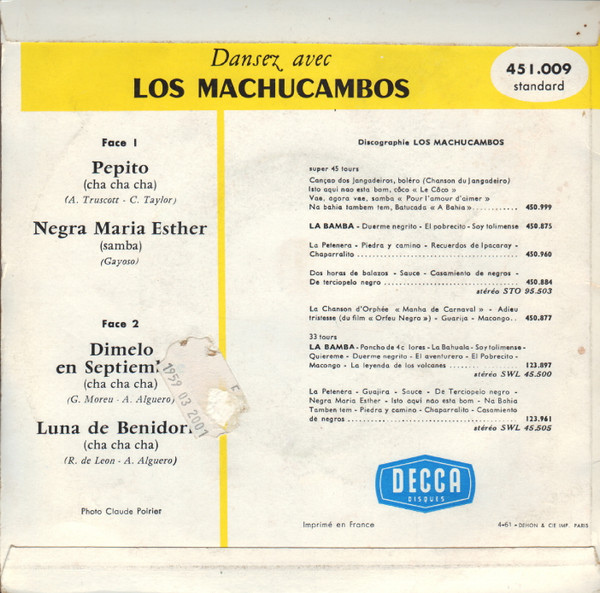 Dansez avec
LOS MACHUCAMBOS
451.009
standard
Face 1
Pepito
(cha cha cha)
(A. Truscott - C. Taylor)
Negra Maria Esther
(samba)
(Gayoso)
Face 2
Dimelo
en Septiem
(cha cha cha)
(G. Moreu - A. Alguero)
Luna de Benidor
(cha cha cha)
(R. de Leon - A. Alguero)
Photo Claude Poirier
1959 03 2001
Discographie LOS MACHUCAMBOS
super 45 tours
Cançao dos Jangadeiros, boléro (Chanson du Jangadeiro)
Isto aqui nao esta bom, côco « Le Côco »
Vae, agora vee, samba « Pour l'amour d'aimer »
Na bahia tambem tem, Batucada « A Bahia » 450.999
LA BAMBA - Duerme negrito - El pobrecito - Soy tolimense 450.875
La Petenera - Piedra y camino - Recuerdos de Ipacaray -
Chaparralito 450.960
Dos horas de balazos - Sauce - Casamiento de negros -
De terciopelo negro 450.884
stéréo STO 95.503
La Chanson d'Orphée « Manha de Carnaval » - Adieu
tristesse (du film « Orfeu Negro ») - Guarija - Macongo.. 450.877
33 tours
LA BAMBA - Poncho de 4 c lores - La Bahuala - Soy tolimense -
Quiereme - Duerme negrito - El aventurero - El Pobrecito -
Macongo - La leyenda de los volcanes 123.897
stéréo SWL 45.500
La Petenera - Guajira - Sauce - De Terciopelo negro -
Negra Maria Esther - Isto aqui nao esta bom - Na Bahia
Tambem tem - Piedra y camino - Chaparralito - Casamiento
de negros 123.961
stéréo SWL 45.505
DECCA
DISQUES
Imprimé en France
4-61 - DEHON & CIE IMP. PARIS